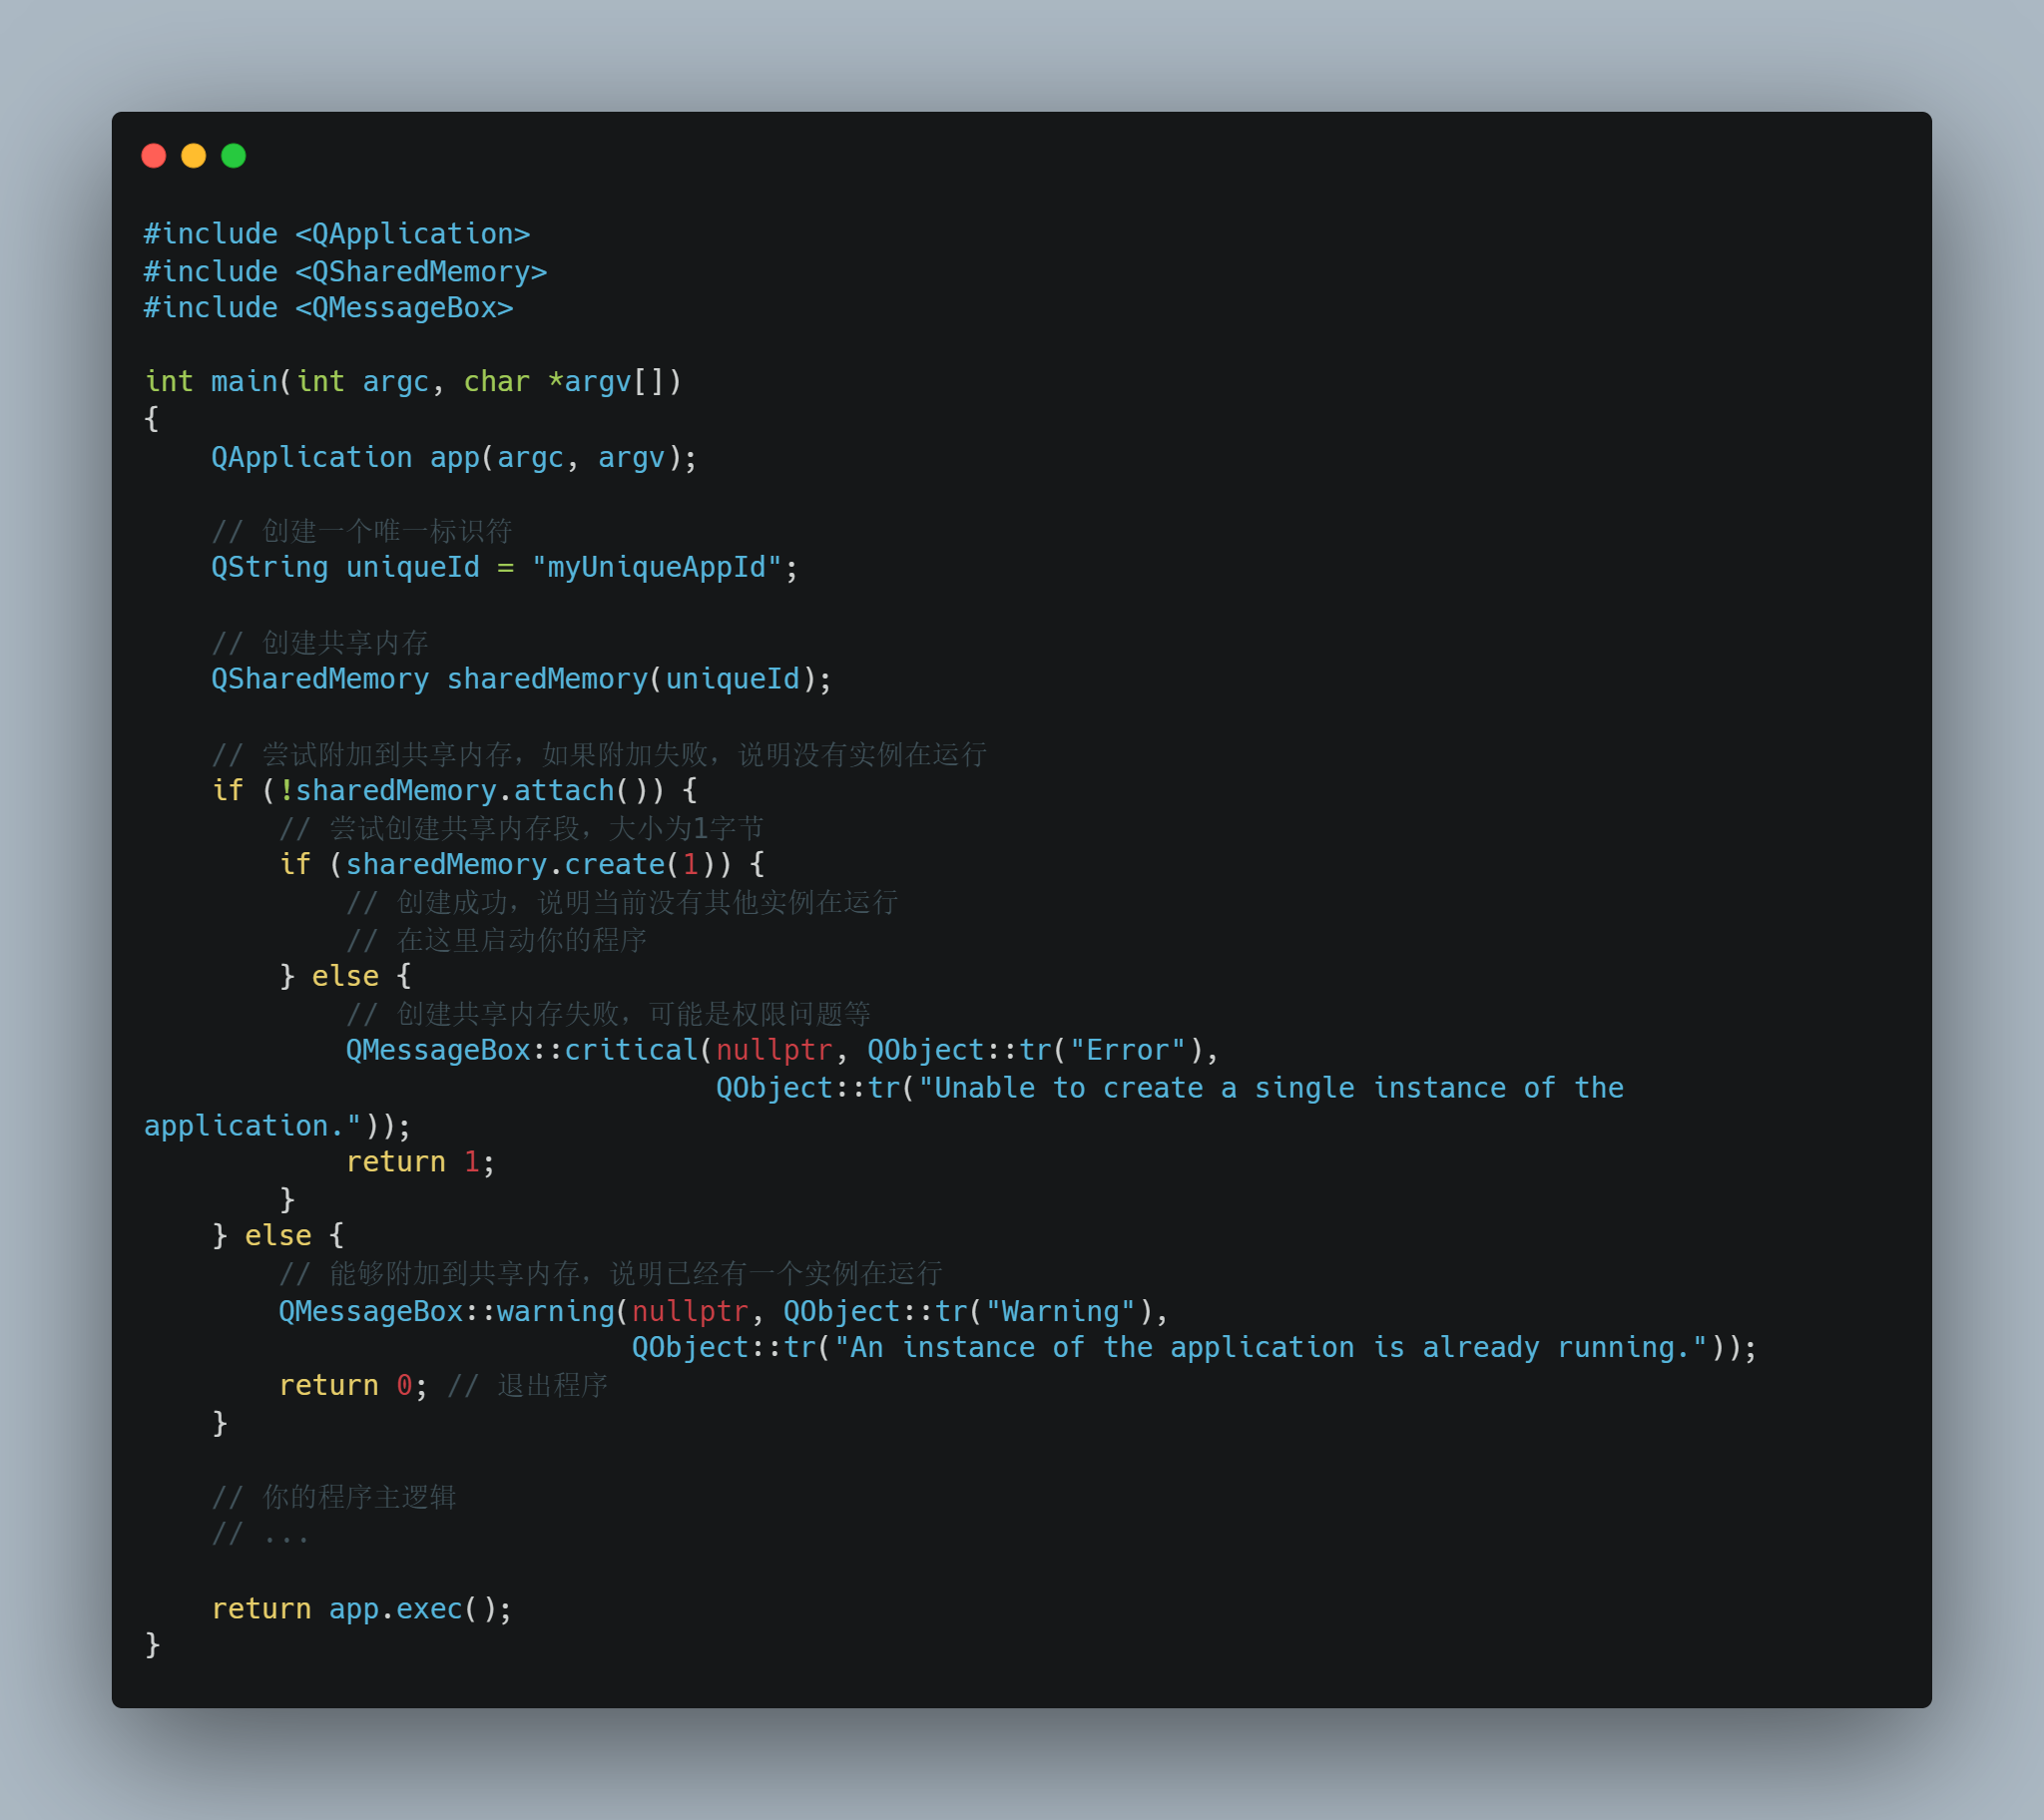 #include <QApplication>
#include <QSharedMemory>
#include <QMessageBox>

int main(int argc, char *argv[])
{
    QApplication app(argc, argv);

    // 创建一个唯一标识符
    QString uniqueId = "myUniqueAppId";

    // 创建共享内存
    QSharedMemory sharedMemory(uniqueId);

    // 尝试附加到共享内存，如果附加失败，说明没有实例在运行
    if (!sharedMemory.attach()) {
        // 尝试创建共享内存段，大小为1字节
        if (sharedMemory.create(1)) {
            // 创建成功，说明当前没有其他实例在运行
            // 在这里启动你的程序
        } else {
            // 创建共享内存失败，可能是权限问题等
            QMessageBox::critical(nullptr, QObject::tr("Error"),
                                  QObject::tr("Unable to create a single instance of the
application."));
            return 1;
        }
    } else {
        // 能够附加到共享内存，说明已经有一个实例在运行
        QMessageBox::warning(nullptr, QObject::tr("Warning"),
                             QObject::tr("An instance of the application is already running."));
        return 0; // 退出程序
    }

    // 你的程序主逻辑
    // ...

    return app.exec();
}